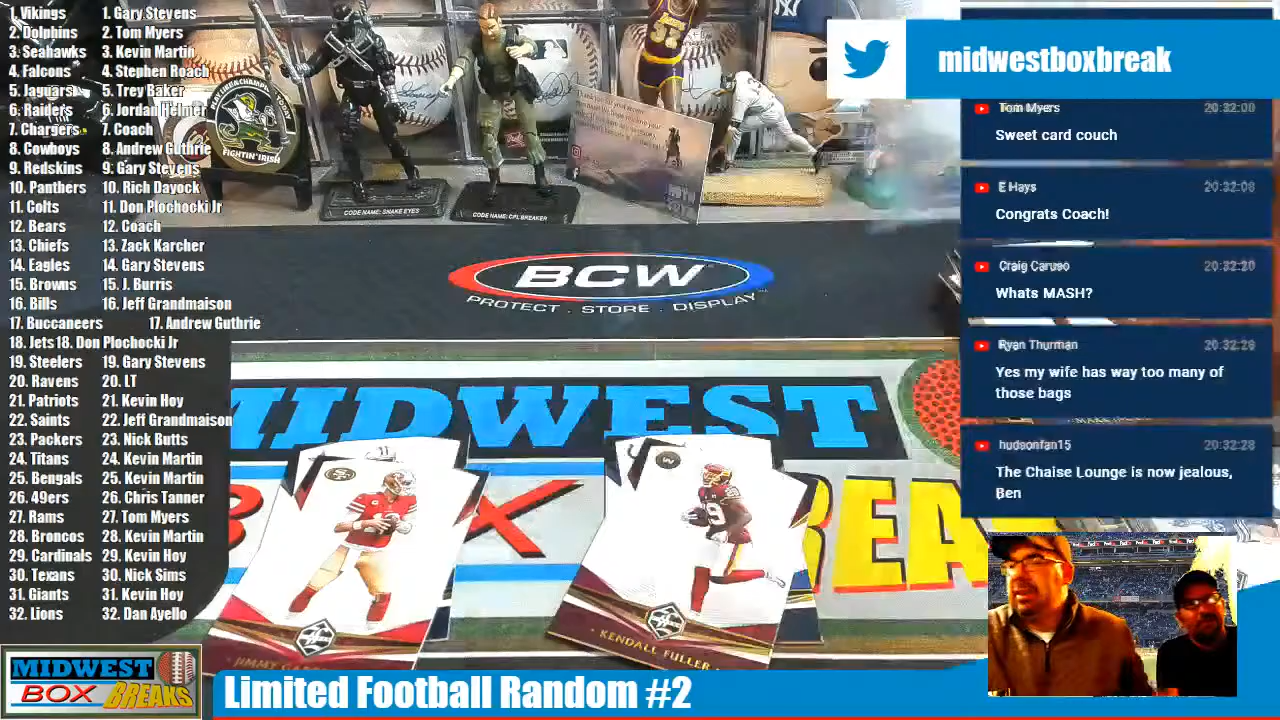 1. Vikings 1. Gary Stevens
2. Dolphins 2. Tom Myers
3. Seahawks 3. Kevin Martin
4. Falcons 4. Stephen Roach
5. Jaguars 5. Trey Baker
6. Raiders 6. Jordan Helmer
7. Chargers 7. Coach
8. Cowboys 8. Andrew Guthrie
9. Redskins 9. Gary Stevens
10. Panthers 10. Rich Dayock
11. Colts 11. Don Plochocki Jr
12. Bears 12. Coach
13. Chiefs 13. Zack Karcher
14. Eagles 14. Gary Stevens
15. Browns 15. J. Burris
16. Bills 16. Jeff Grandmaison
17. Buccaneers 17. Andrew Guthrie
18. Jets 18. Don Plochocki Jr
19. Steelers 19. Gary Stevens
20. Ravens 20. LT
21. Patriots 21. Kevin Hoy
22. Saints 22. Jeff Grandmaison
23. Packers 23. Nick Butts
24. Titans 24. Kevin Martin
25. Bengals 25. Kevin Martin
26. 49ers 26. Chris Tanner
27. Rams 27. Tom Myers
28. Broncos 28. Kevin Martin
29. Cardinals 29. Kevin Hoy
30. Texans 30. Nick Sims
31. Giants 31. Kevin Hoy
32. Lions 32. Dan Ayello
FIGHTIN' IRISH
CODE NAME: SNAKE EYES
CODE NAME: CPL BREAKER
32
BCW
PROTECT . STORE . DISPLAY
MIDWEST
B X BREA
KENDALL FULLER
midwestboxbreak
Tom Myers 20:32:00
Sweet card couch
E Hays 20:32:08
Congrats Coach!
Craig Caruso 20:32:20
Whats MASH?
Ryan Thurman 20:32:28
Yes my wife has way too many of
those bags
hudsonfan15 20:32:28
The Chaise Lounge is now jealous,
Ben
MIDWEST
BOX BREAKS
Limited Football Random #2